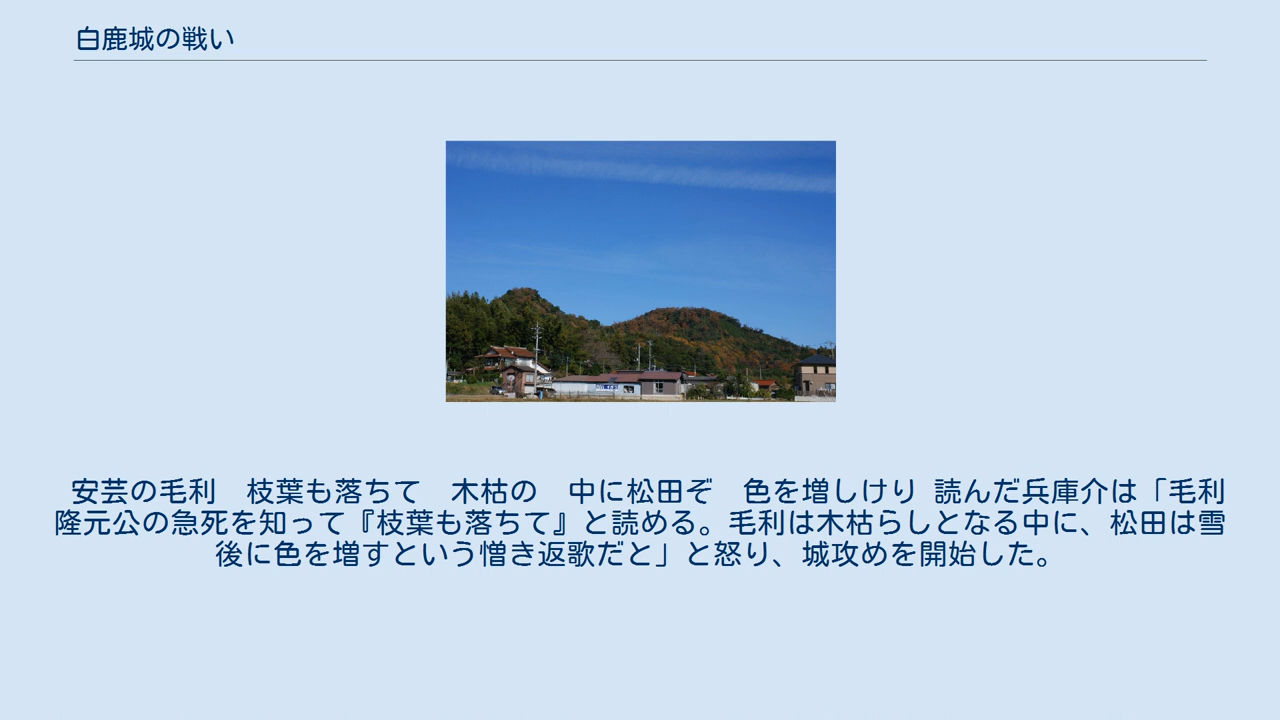 白鹿城の戦い
安芸の毛利　枝葉も落ちて　木枯の　中に松田ぞ　色を増しけり 読んだ兵庫介は「毛利
隆元公の急死を知って『枝葉も落ちて』と読める。毛利は木枯らしとなる中に、松田は雪
後に色を増すという憎き返歌だと」と怒り、城攻めを開始した。